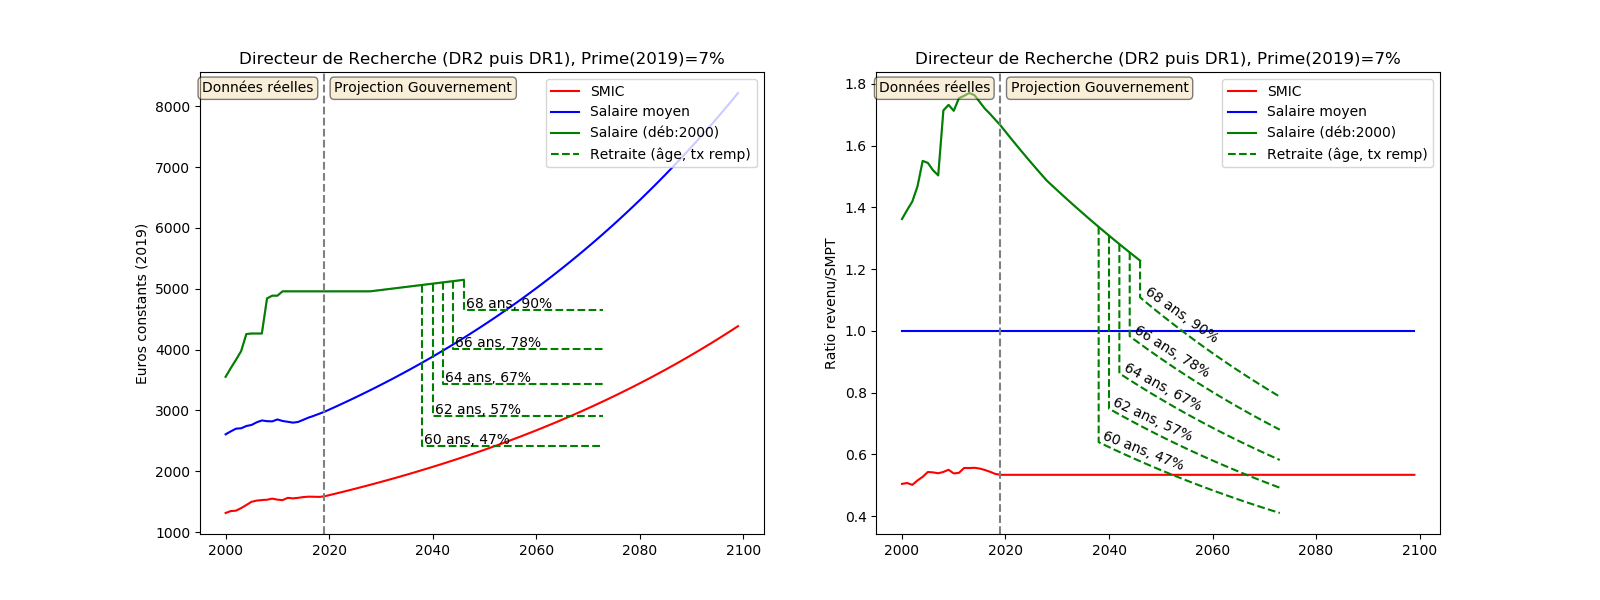 Directeur de Recherche (DR2 puis DR1), Prime(2019)=7%
Données réelles
Projection Gouvernement
SMIC
Salaire moyen
Salaire (déb:2000)
Retraite (âge, tx remp)
Euros constants (2019)
8000
7000
6000
5000
4000
3000
2000
1000
68 ans, 90%
66 ans, 78%
64 ans, 67%
62 ans, 57%
60 ans, 47%
2000 2020 2040 2060 2080 2100
Directeur de Recherche (DR2 puis DR1), Prime(2019)=7%
Données réelles
Projection Gouvernement
SMIC
Salaire moyen
Salaire (déb:2000)
Retraite (âge, tx remp)
Ratio revenu/SMPT
1.8
1.6
1.4
1.2
1.0
0.8
0.6
0.4
68 ans, 90%
66 ans, 78%
64 ans, 67%
62 ans, 57%
60 ans, 47%
2000 2020 2040 2060 2080 2100